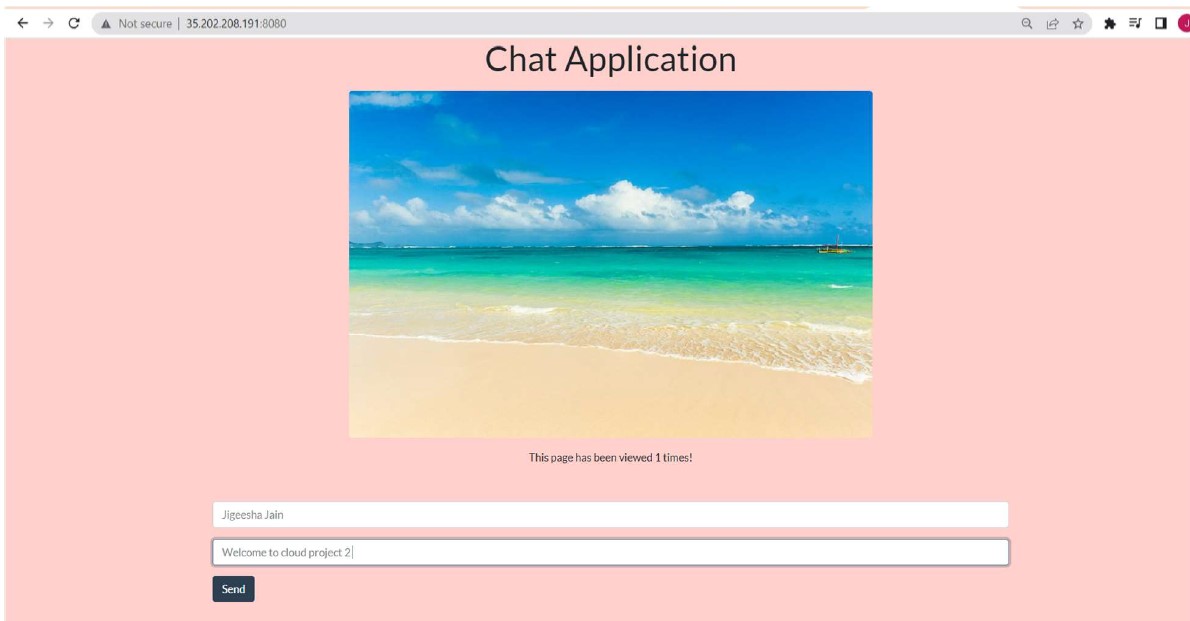 Not secure | 35.202.208.191:8080
J
Chat Application
This page has been viewed 1 times!
Jigeesha Jain
Welcome to cloud project 2
Send